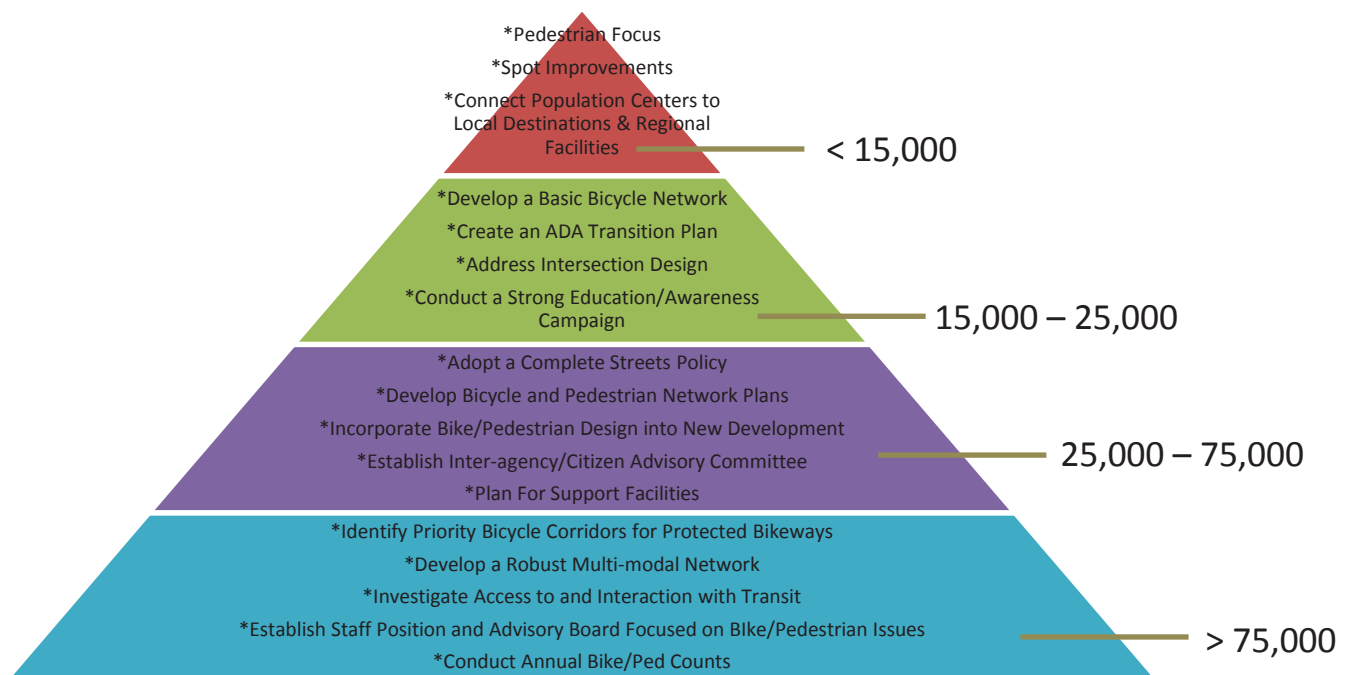 *Pedestrian Focus
*Spot Improvements
*Connect Population Centers to
Local Destinations & Regional
Facilities
< 15,000
*Develop a Basic Bicycle Network
*Create an ADA Transition Plan
*Address Intersection Design
*Conduct a Strong Education/Awareness
Campaign
15,000 – 25,000
*Adopt a Complete Streets Policy
*Develop Bicycle and Pedestrian Network Plans
*Incorporate Bike/Pedestrian Design into New Development
*Establish Inter-agency/Citizen Advisory Committee
*Plan For Support Facilities
25,000 – 75,000
*Identify Priority Bicycle Corridors for Protected Bikeways
*Develop a Robust Multi-modal Network
*Investigate Access to and Interaction with Transit
*Establish Staff Position and Advisory Board Focused on BIke/Pedestrian Issues
*Conduct Annual Bike/Ped Counts
> 75,000